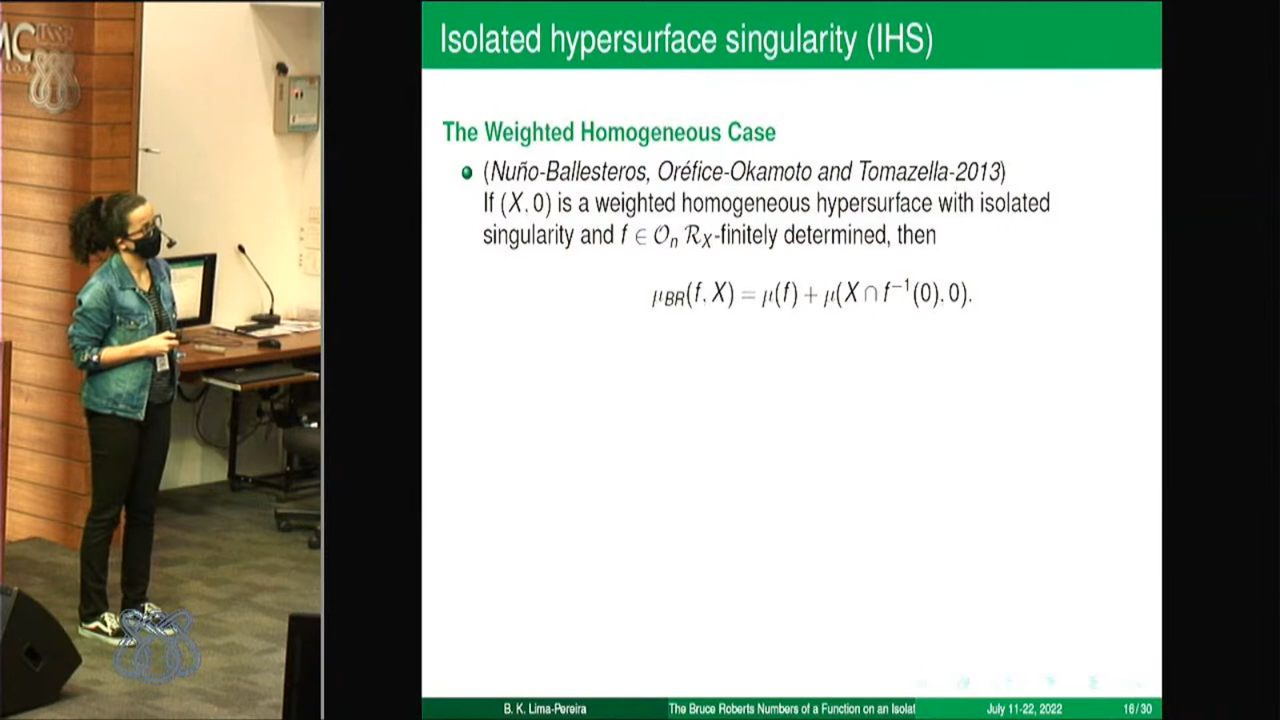 Isolated hypersurface singularity (IHS)
The Weighted Homogeneous Case
(Nuño-Ballesteros, Oréfice-Okamoto and Tomazella-2013)
If (X, 0) is a weighted homogeneous hypersurface with isolated
singularity and f ∈ 𝒪ₙ ℛ_X-finitely determined, then
μ_BR(f, X) = μ(f) + μ(X ∩ f⁻¹(0), 0).
B. K. Lima-Pereira
The Bruce Roberts Numbers of a Function on an Isolat
July 11-22, 2022
16/30